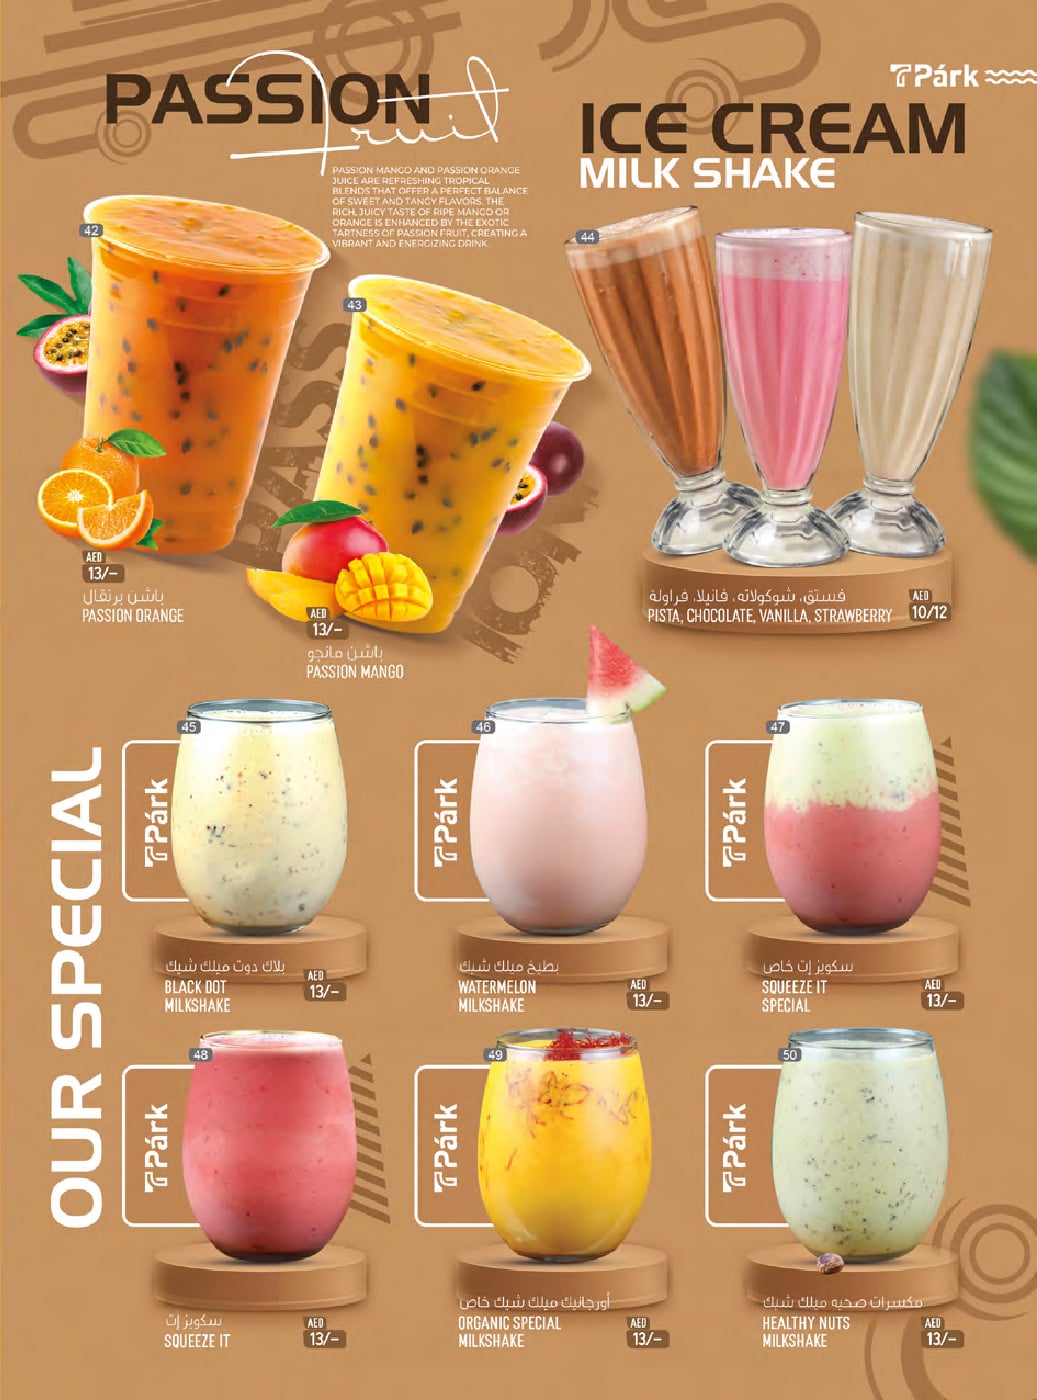 PASSION
Fruit
PASSION MANGO AND PASSION ORANGE
JUICE ARE REFRESHING TROPICAL
BLENDS THAT OFFER A PERFECT BALANCE
OF SWEET AND TANGY FLAVORS. THE
RICH, JUICY TASTE OF RIPE MANGO OR
ORANGE IS ENHANCED BY THE EXOTIC
TARTNESS OF PASSION FRUIT, CREATING A
VIBRANT AND ENERGIZING DRINK.
42
43
AED
13/-
باشن برتقال
PASSION ORANGE
AED
13/-
باشن مانجو
PASSION MANGO
Párk
ICE CREAM
MILK SHAKE
44
فستق، شوكولاته، فانيلا، فراولة
PISTA, CHOCOLATE, VANILLA, STRAWBERRY
AED
10/12
OUR SPECIAL
45
Párk
بلاك دوت ميلك شيك
BLACK DOT
MILKSHAKE
AED
13/-
46
Párk
بطيخ ميلك شيك
WATERMELON
MILKSHAKE
AED
13/-
47
Párk
سكويز إت خاص
SQUEEZE IT
SPECIAL
AED
13/-
48
Párk
سكويز إت
SQUEEZE IT
AED
13/-
49
Párk
أورجانيك ميلك شيك خاص
ORGANIC SPECIAL
MILKSHAKE
AED
13/-
50
Párk
مكسرات صحيه ميلك شيك
HEALTHY NUTS
MILKSHAKE
AED
13/-